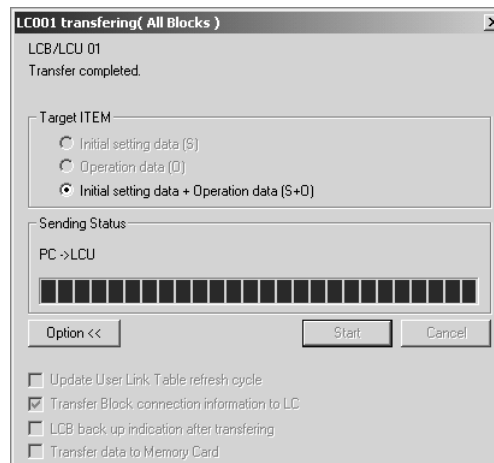 LC001 transfering( All Blocks )
LCB/LCU 01
Transfer completed.
Target ITEM
Initial setting data (S)
Operation data (O)
Initial setting data + Operation data (S+O)
Sending Status
PC ->LCU
Option <<
Start
Cancel
Update User Link Table refresh cycle
Transfer Block connection information to LC
LCB back up indication after transfering
Transfer data to Memory Card